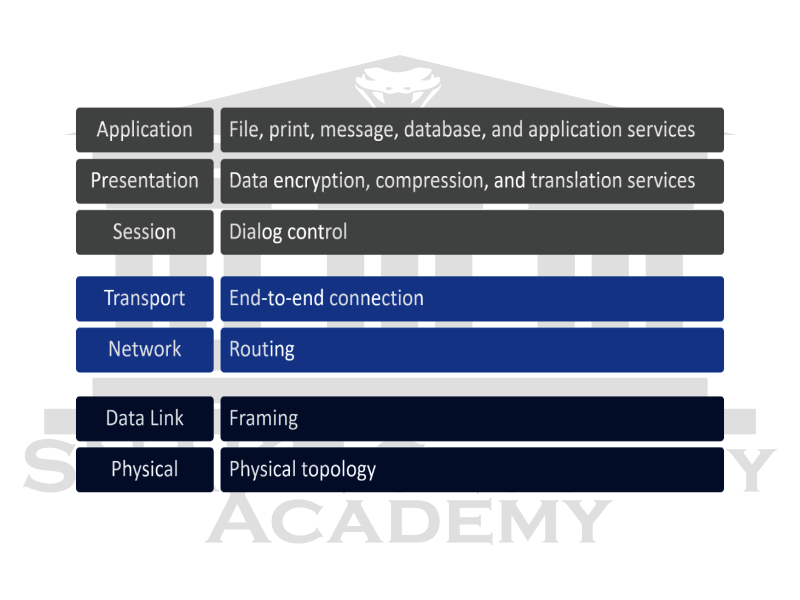 Application
File, print, message, database, and application services
Presentation
Data encryption, compression, and translation services
Session
Dialog control
Transport
End-to-end connection
Network
Routing
Data Link
Framing
Physical
Physical topology
ACADEMY